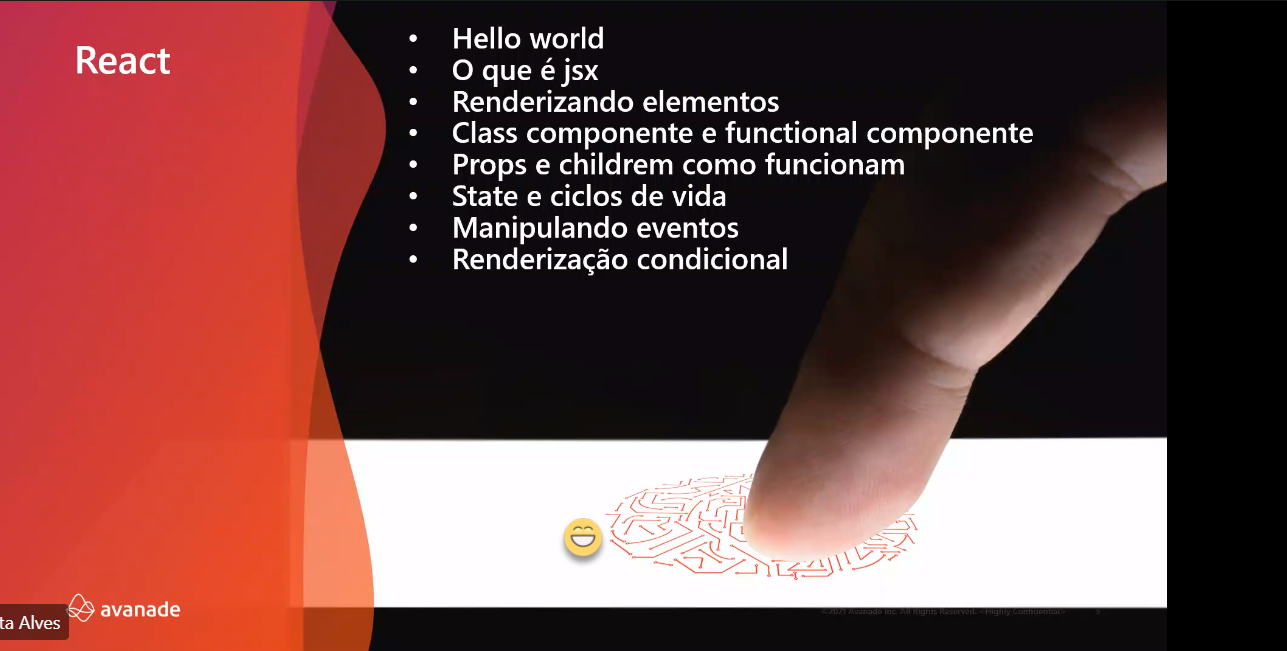 React
• Hello world
• O que é jsx
• Renderizando elementos
• Class componente e functional componente
• Props e childrem como funcionam
• State e ciclos de vida
• Manipulando eventos
• Renderização condicional
avanade
ta Alves
©2021 Avanade Inc. All Rights Reserved. <Highly Confidential>